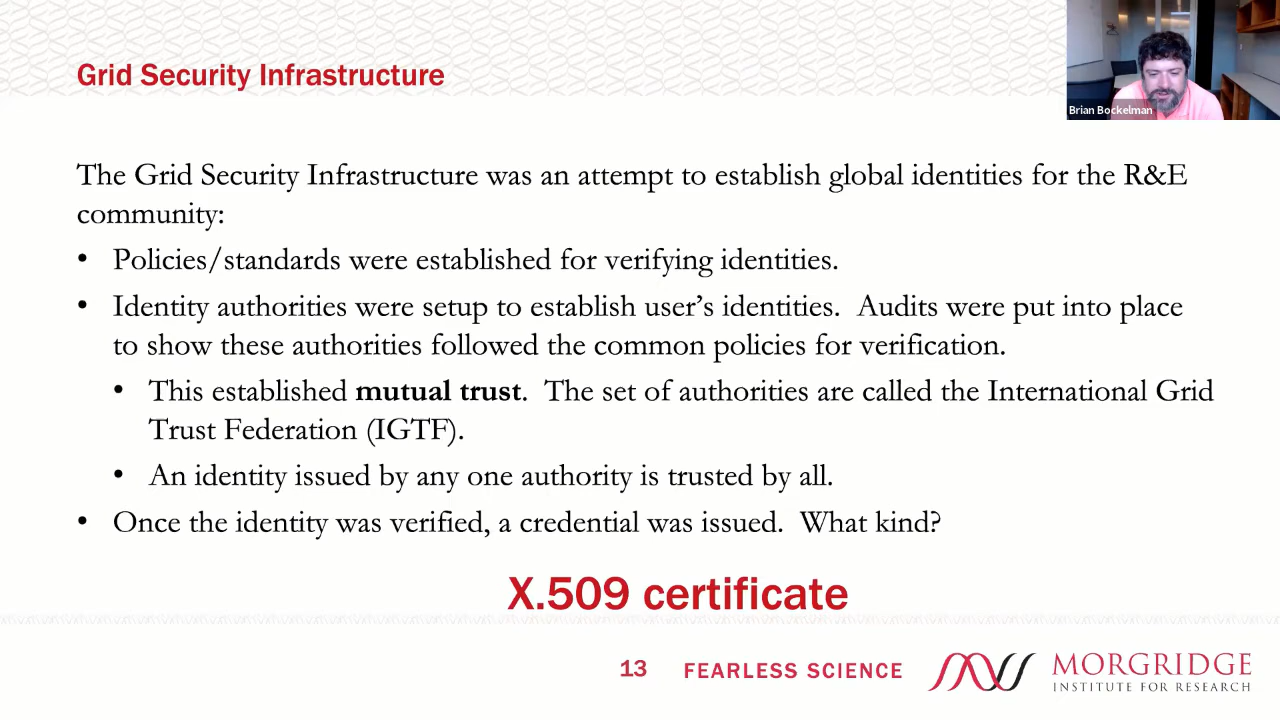 Grid Security Infrastructure
Brian Bockelman
The Grid Security Infrastructure was an attempt to establish global identities for the R&E
community:
• Policies/standards were established for verifying identities.
• Identity authorities were setup to establish user’s identities.  Audits were put into place
to show these authorities followed the common policies for verification.
• This established mutual trust.  The set of authorities are called the International Grid
Trust Federation (IGTF).
• An identity issued by any one authority is trusted by all.
• Once the identity was verified, a credential was issued.  What kind?
X.509 certificate
13 FEARLESS SCIENCE
MORGRIDGE
INSTITUTE FOR RESEARCH